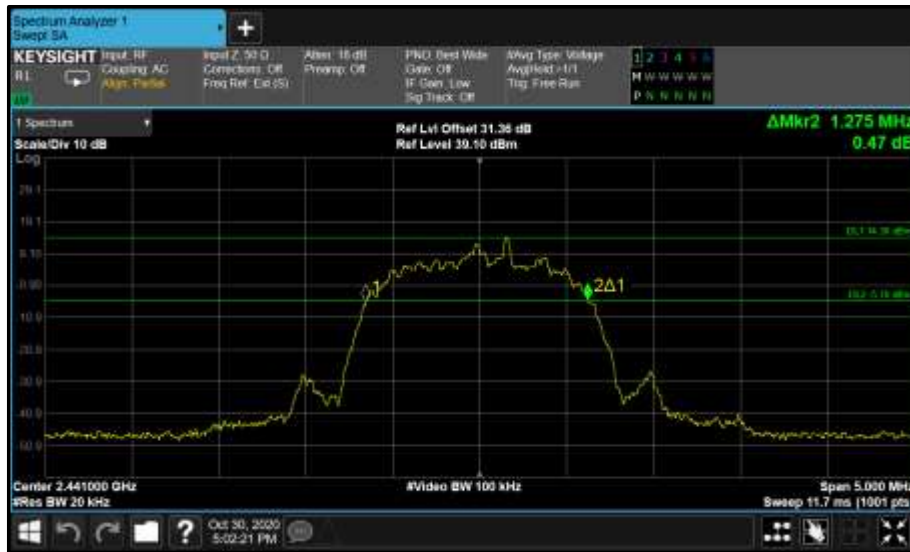 Spectrum Analyzer 1
Swept SA
+
KEYSIGHT
Input: RF
Coupling: AC
Align: Partial
Input Z: 50 Ω
Corrections: Off
Freq Ref: Ext (S)
Atten: 16 dB
Preamp: Off
PNO: Best Wide
Gate: Off
IF Gain: Low
Sig Track: Off
#Avg Type: Voltage
Avg|Hold:>1/1
Trig: Free Run
1 2 3 4 5 6
M W W W W W
P N N N N N
1 Spectrum
Scale/Div 10 dB
Ref Lvl Offset 31.36 dB
Ref Level 39.10 dBm
ΔMkr2 1.275 MHz
0.47 dB
Log
29.1
19.1
9.10
-0.90
-10.9
-20.9
-30.9
-40.9
-50.9
1
2Δ1
Center 2.441000 GHz
#Res BW 20 kHz
#Video BW 100 kHz
Span 5.000 MHz
Sweep 11.7 ms (1001 pts
Oct 30, 2020
5:02:21 PM